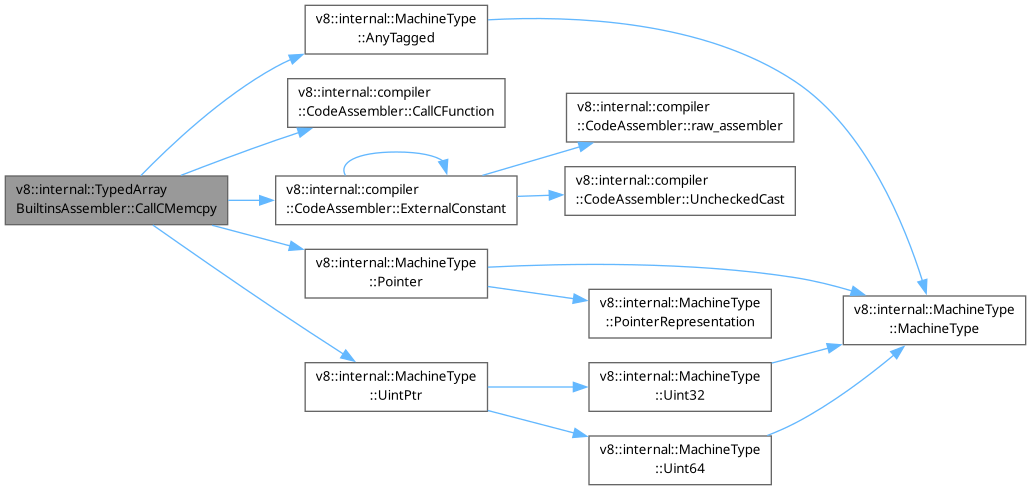 v8::internal::MachineType
::AnyTagged
v8::internal::compiler
::CodeAssembler::CallCFunction
v8::internal::compiler
::CodeAssembler::raw_assembler
v8::internal::TypedArray
BuiltinsAssembler::CallCMemcpy
v8::internal::compiler
::CodeAssembler::ExternalConstant
v8::internal::compiler
::CodeAssembler::UncheckedCast
v8::internal::MachineType
::Pointer
v8::internal::MachineType
::PointerRepresentation
v8::internal::MachineType
::MachineType
v8::internal::MachineType
::UintPtr
v8::internal::MachineType
::Uint32
v8::internal::MachineType
::Uint64